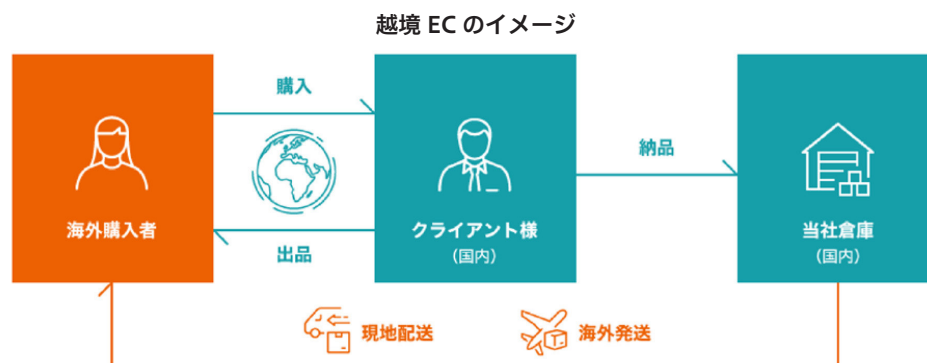 越境 EC のイメージ
購入
納品
海外購入者
クライアント様
当社倉庫
出品
（国内）
（国内）
現地配送
海外発送